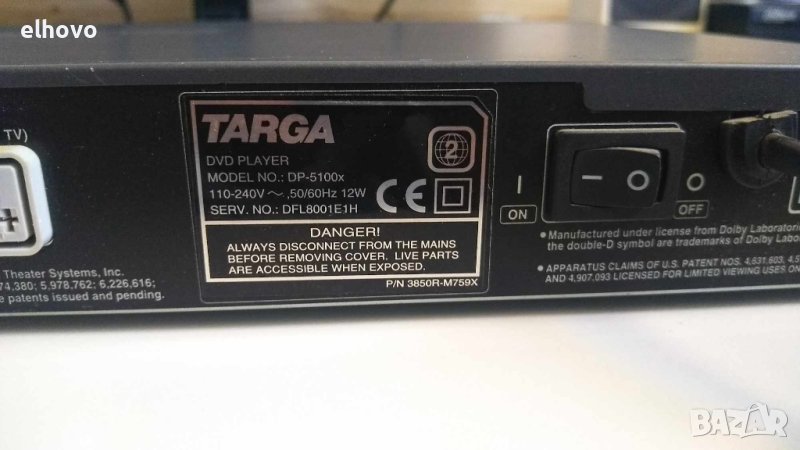 elhovo
TV)
TARGA
2
DVD PLAYER
MODEL NO.: DP-5100x
110-240V ~ ,50/60Hz 12W
SERV. NO.: DFL8001E1H
CE
DANGER!
ALWAYS DISCONNECT FROM THE MAINS
BEFORE REMOVING COVER. LIVE PARTS
ARE ACCESSIBLE WHEN EXPOSED.
P/N 3850R-M759X
Theater Systems, Inc.
74,380; 5,978,762; 6,226,616;
patents issued and pending.
ON
OFF
• Manufactured under license from Dolby Laboratori
the double-D symbol are trademarks of Dolby Labor
• APPARATUS CLAIMS OF U.S. PATENT NOS. 4,631,603, 4,5
AND 4,907,093 LICENSED FOR LIMITED VIEWING USES ON
BAZAR